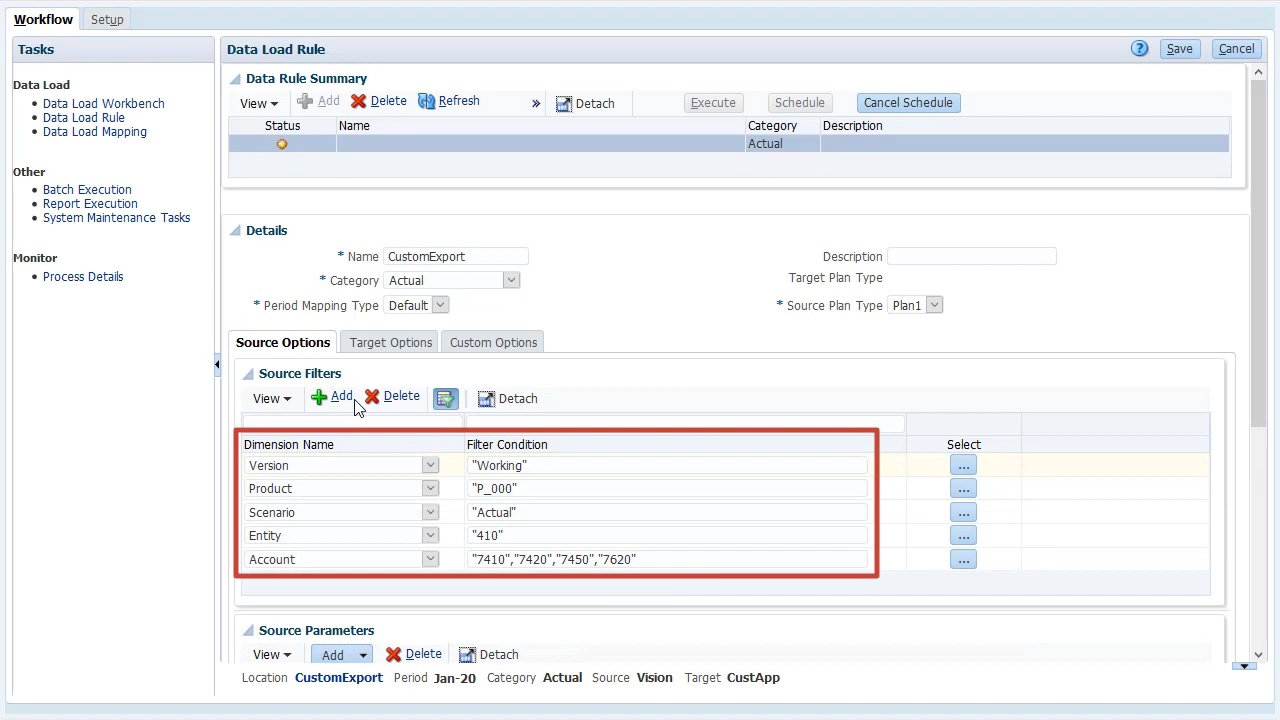 Workflow Setup
Tasks
Data Load
Data Load Workbench
Data Load Rule
Data Load Mapping
Other
Batch Execution
Report Execution
System Maintenance Tasks
Monitor
Process Details
Data Load Rule ? Save Cancel
Data Rule Summary
View Add Delete Refresh » Detach Execute Schedule Cancel Schedule
Status Name Category Description
Actual
Details
* Name CustomExport Description
* Category Actual Target Plan Type
* Period Mapping Type Default * Source Plan Type Plan1
Source Options Target Options Custom Options
Source Filters
View Add Delete Detach
Dimension Name Filter Condition Select
Version "Working" ...
Product "P_000" ...
Scenario "Actual" ...
Entity "410" ...
Account "7410","7420","7450","7620" ...
Source Parameters
View Add Delete Detach
Location CustomExport Period Jan-20 Category Actual Source Vision Target CustApp